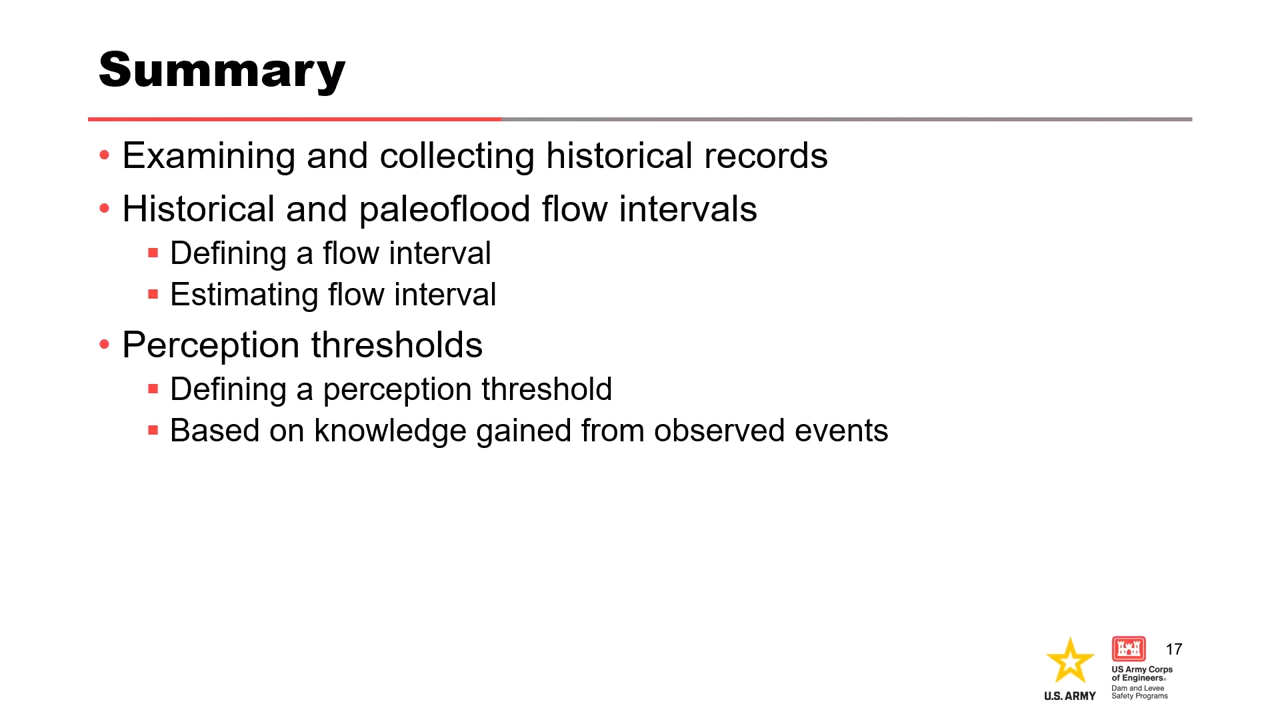 Summary
• Examining and collecting historical records
• Historical and paleoflood flow intervals
▪ Defining a flow interval
▪ Estimating flow interval
• Perception thresholds
▪ Defining a perception threshold
▪ Based on knowledge gained from observed events
U.S. ARMY
US Army Corps
of Engineers®
Dam and Levee
Safety Programs
17